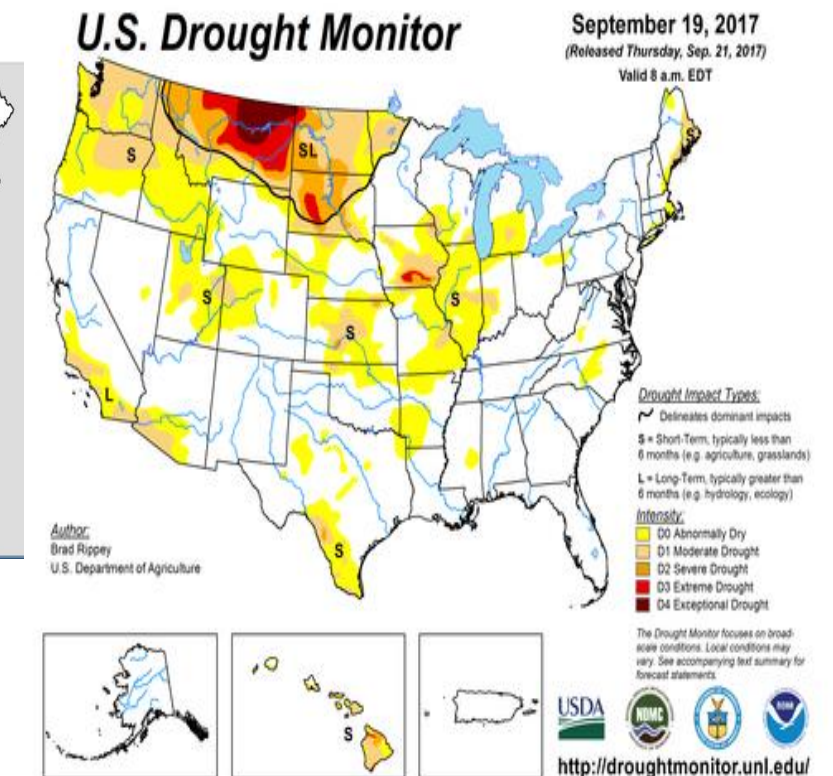 U.S. Drought Monitor
September 19, 2017
(Released Thursday, Sep. 21, 2017)
Valid 8 a.m. EDT
S
SL
S
S
S
S
L
S
Drought Impact Types:
Delineates dominant impacts
S = Short-Term, typically less than
6 months (e.g. agriculture, grasslands)
L = Long-Term, typically greater than
6 months (e.g. hydrology, ecology)
Intensity:
D0 Abnormally Dry
D1 Moderate Drought
D2 Severe Drought
D3 Extreme Drought
D4 Exceptional Drought
Author:
Brad Rippey
U.S. Department of Agriculture
The Drought Monitor focuses on broad-
scale conditions. Local conditions may
vary. See accompanying text summary for
forecast statements.
S
USDA
NDMC
http://droughtmonitor.unl.edu/